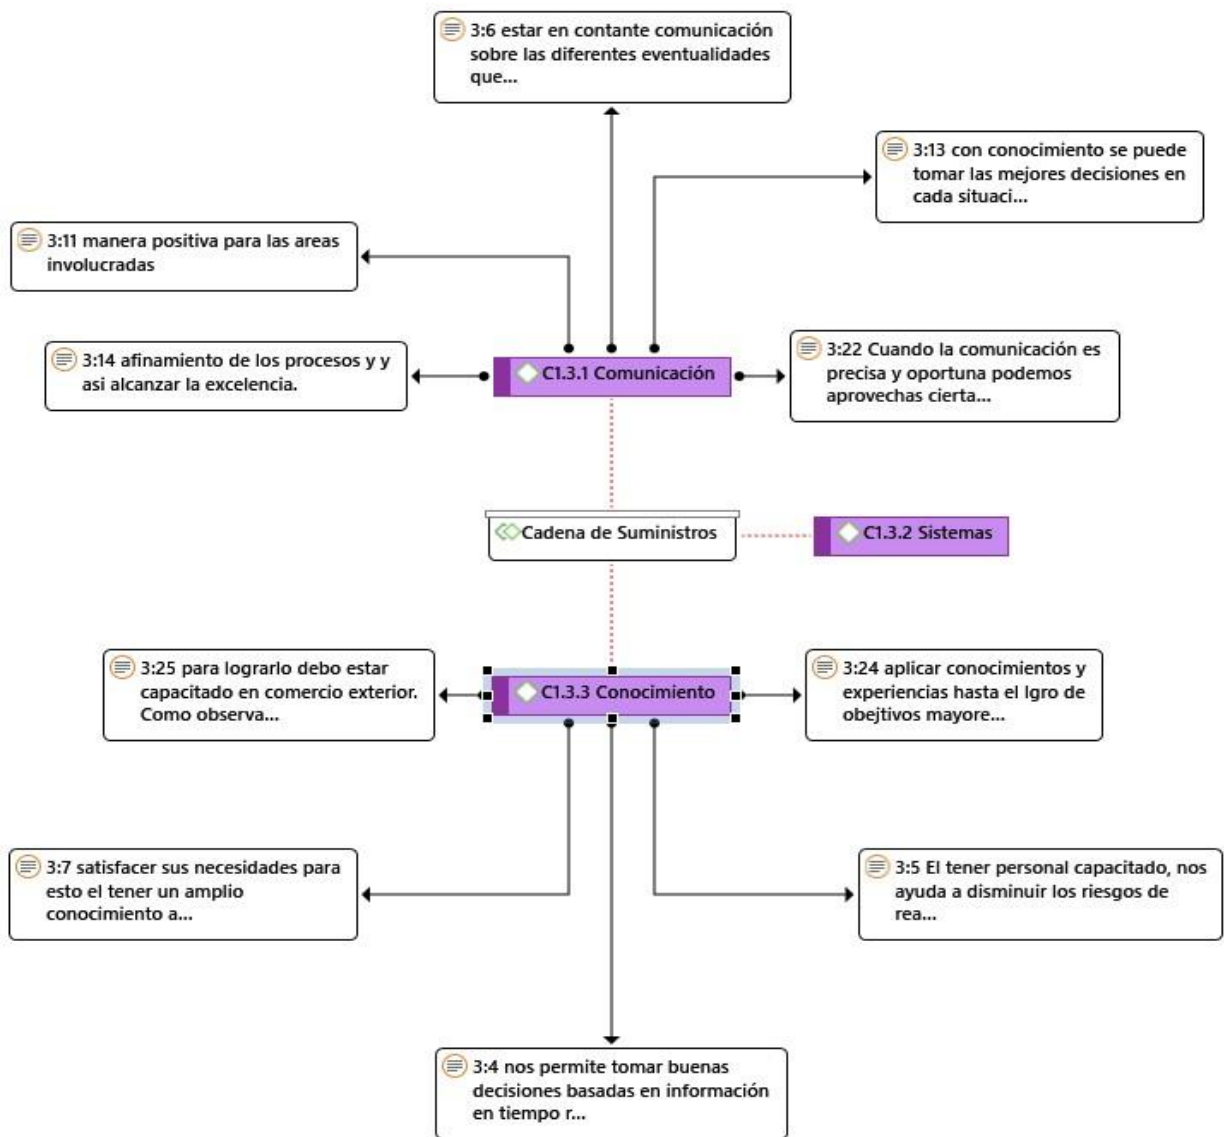 3:6 estar en contante comunicación
sobre las diferentes eventualidades
que...
3:13 con conocimiento se puede
tomar las mejores decisiones en
cada situaci...
3:11 manera positiva para las areas
involucradas
3:14 afinamiento de los procesos y y
asi alcanzar la excelencia.
C1.3.1 Comunicación
3:22 Cuando la comunicación es
precisa y oportuna podemos
aprovechas cierta...
Cadena de Suministros
C1.3.2 Sistemas
3:25 para lograrlo debo estar
capacitado en comercio exterior.
Como observa...
C1.3.3 Conocimiento
3:24 aplicar conocimientos y
experiencias hasta el lgro de
obejtivos mayore...
3:7 satisfacer sus necesidades para
esto el tener un amplio
conocimiento a...
3:5 El tener personal capacitado, nos
ayuda a disminuir los riesgos de
rea...
3:4 nos permite tomar buenas
decisiones basadas en información
en tiempo r...